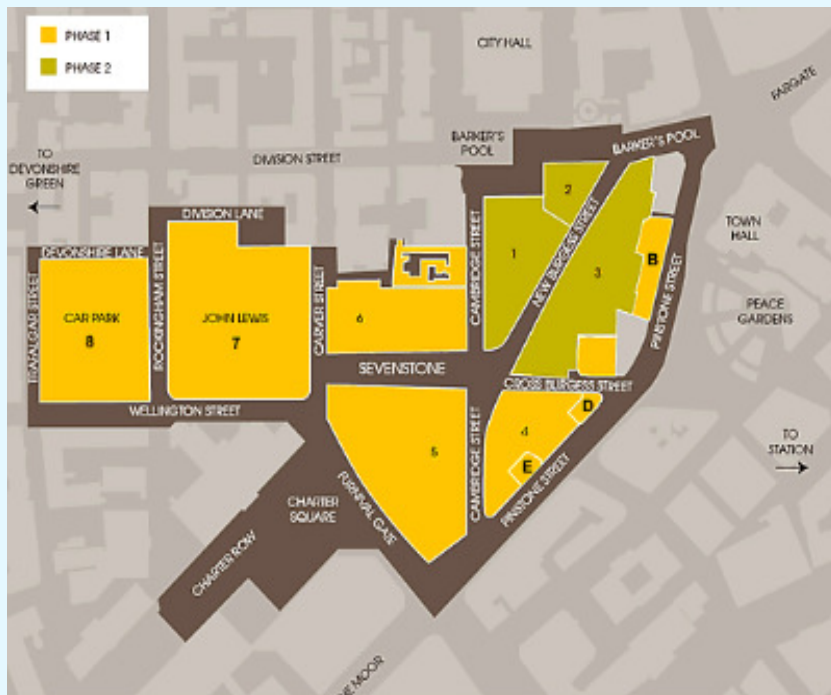 PHASE 1
PHASE 2
CITY HALL
FARGATE
BARKER'S
POOL
BARKER'S POOL
DIVISION STREET
TO
DEVONSHIRE
GREEN
2
DIVISION LANE
TOWN
HALL
DEVONSHIRE LANE
CAMBRIDGE STREET
NEW BURGESS STREET
1
B
3
PINSTONE STREET
PEACE
GARDENS
TRAFALGAR STREET
CAR PARK
8
ROCKINGHAM STREET
JOHN LEWIS
7
CARVER STREET
6
SEVENSTONE
CROSS BURGESS STREET
WELLINGTON STREET
D
4
5
CAMBRIDGE STREET
E
PINSTONE STREET
TO
STATION
FURNIVAL GATE
CHARTER
SQUARE
CHARTER ROW
MOOR